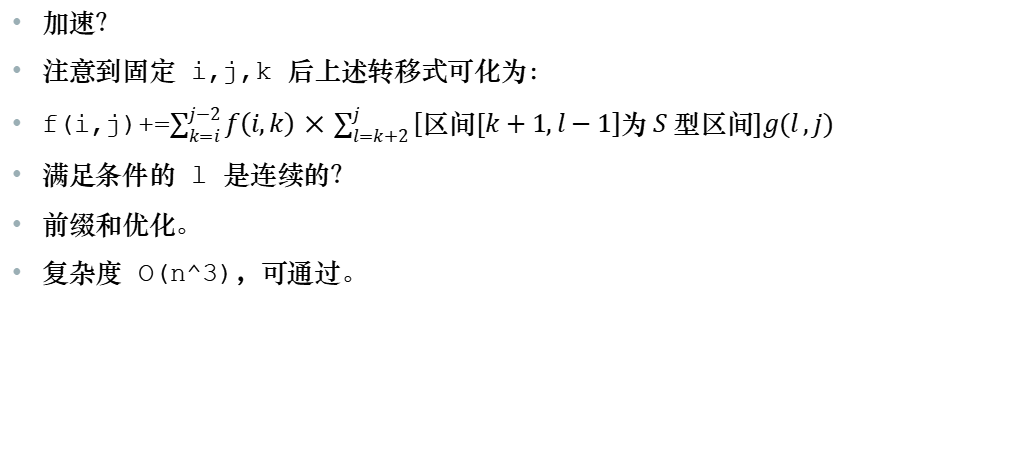 • 加速？
• 注意到固定 i,j,k 后上述转移式可化为：
• f(i,j)+=∑_{k=i}^{j−2} f(i,k) × ∑_{l=k+2}^{j} [区间[k + 1, l − 1]为 S 型区间]g(l,j)
• 满足条件的 l 是连续的？
• 前缀和优化。
• 复杂度 O(n^3)，可通过。